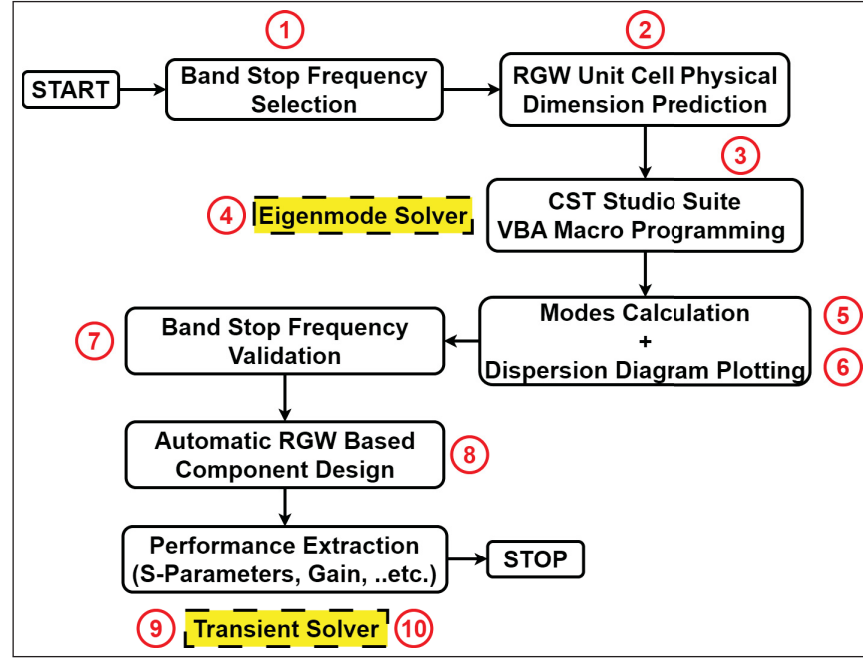 1
2
START
Band Stop Frequency
Selection
RGW Unit Cell Physical
Dimension Prediction
3
4
Eigenmode Solver
CST Studio Suite
VBA Macro Programming
7
Band Stop Frequency
Validation
Modes Calculation
+
Dispersion Diagram Plotting
5
6
Automatic RGW Based
Component Design
8
Performance Extraction
(S-Parameters, Gain, ..etc.)
STOP
9
Transient Solver
10